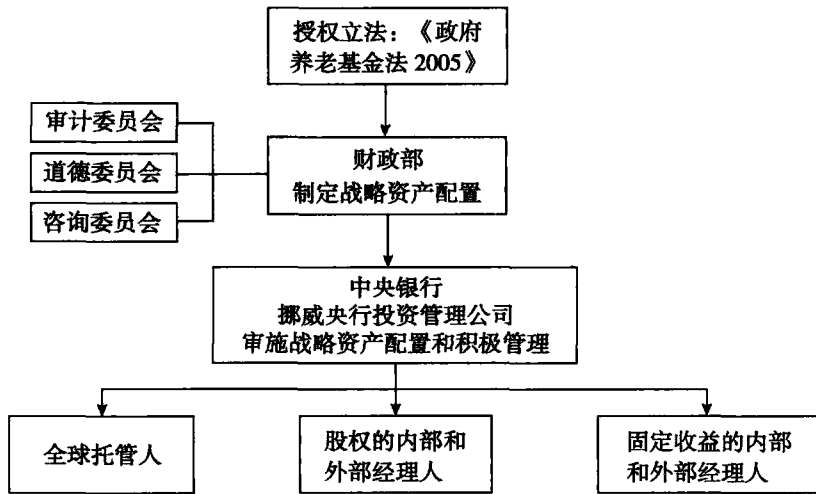 授权立法：《政府
养老基金法 2005》
审计委员会
道德委员会
咨询委员会
财政部
制定战略资产配置
中央银行
挪威央行投资管理公司
审施战略资产配置和积极管理
全球托管人
股权的内部和
外部经理人
固定收益的内部
和外部经理人